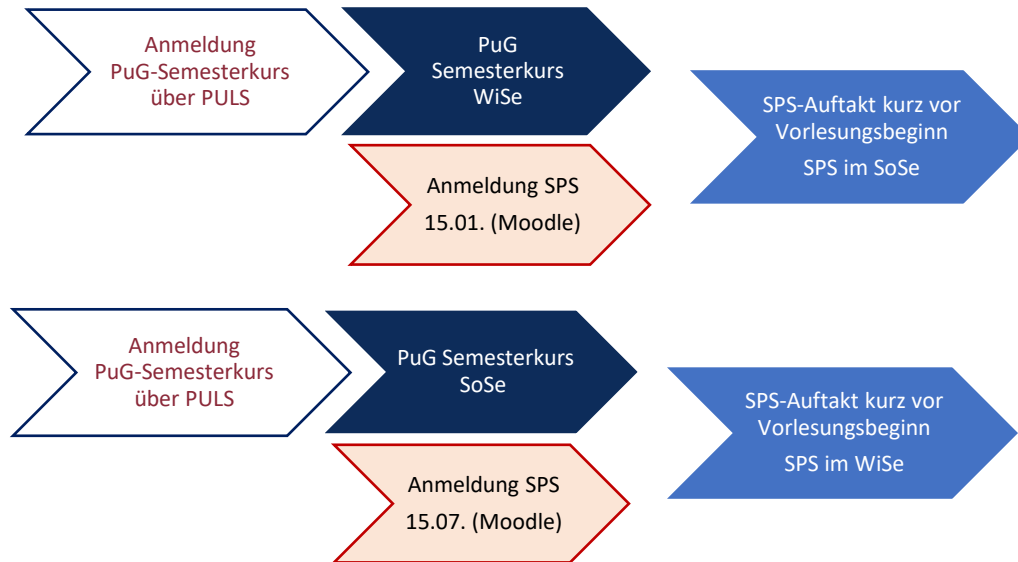 Anmeldung
PuG-Semesterkurs
über PULS
PuG
Semesterkurs
WiSe
Anmeldung SPS
15.01. (Moodle)
SPS-Auftakt kurz vor
Vorlesungsbeginn
SPS im SoSe
Anmeldung
PuG-Semesterkurs
über PULS
PuG Semesterkurs
SoSe
Anmeldung SPS
15.07. (Moodle)
SPS-Auftakt kurz vor
Vorlesungsbeginn
SPS im WiSe